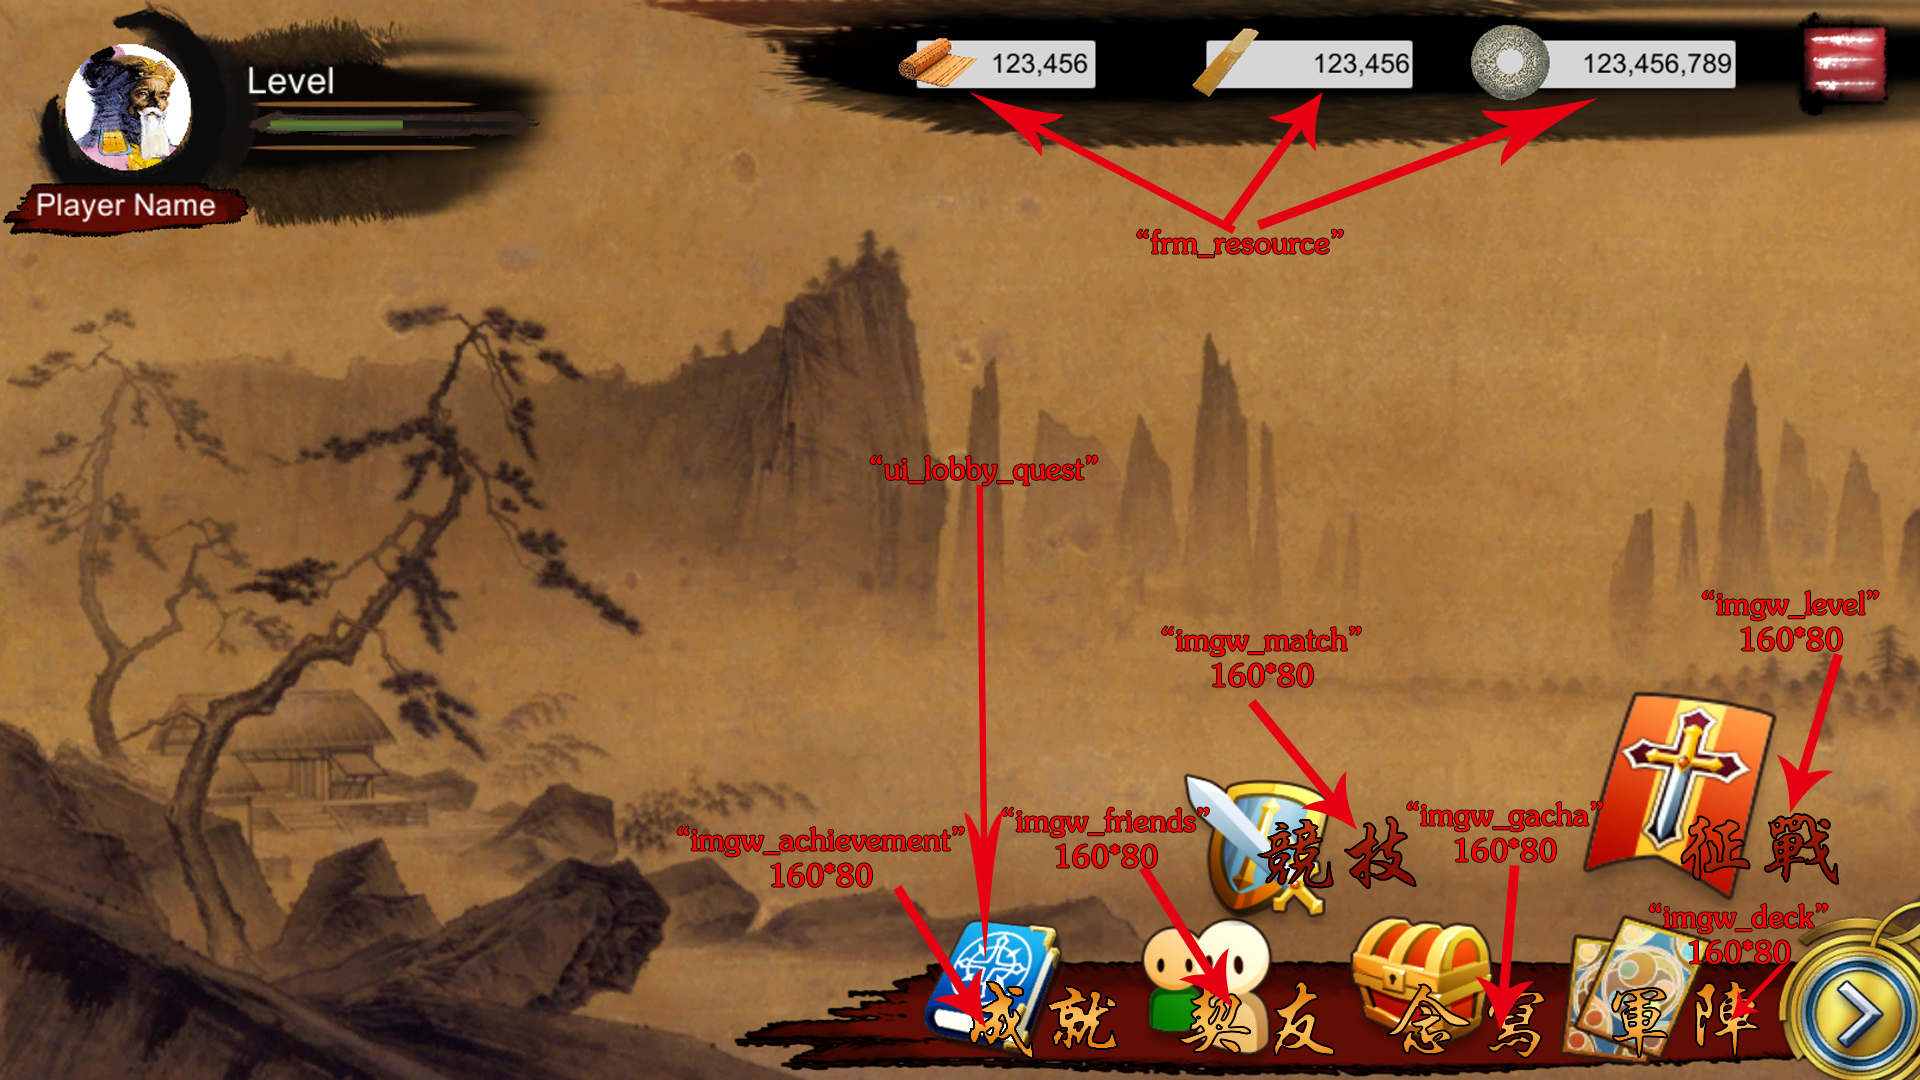 Level
123,456
123,456
123,456,789
Player Name
“frm_resource”
“ui_lobby_quest”
“imgw_level”
160*80
“imgw_match”
160*80
“imgw_achievement”
160*80
“imgw_friends”
160*80
“imgw_gacha”
160*80
競技
征戰
“imgw_deck”
160*80
成就
契友
念寫
軍陣